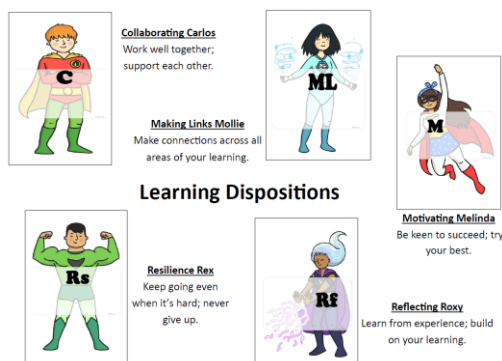 Collaborating Carlos
Work well together;
support each other.
C
ML
Making Links Mollie
Make connections across all
areas of your learning.
M
Learning Dispositions
Motivating Melinda
Be keen to succeed; try
your best.
Rs
Resilience Rex
Keep going even
when it's hard; never
give up.
Rf
Reflecting Roxy
Learn from experience; build
on your learning.